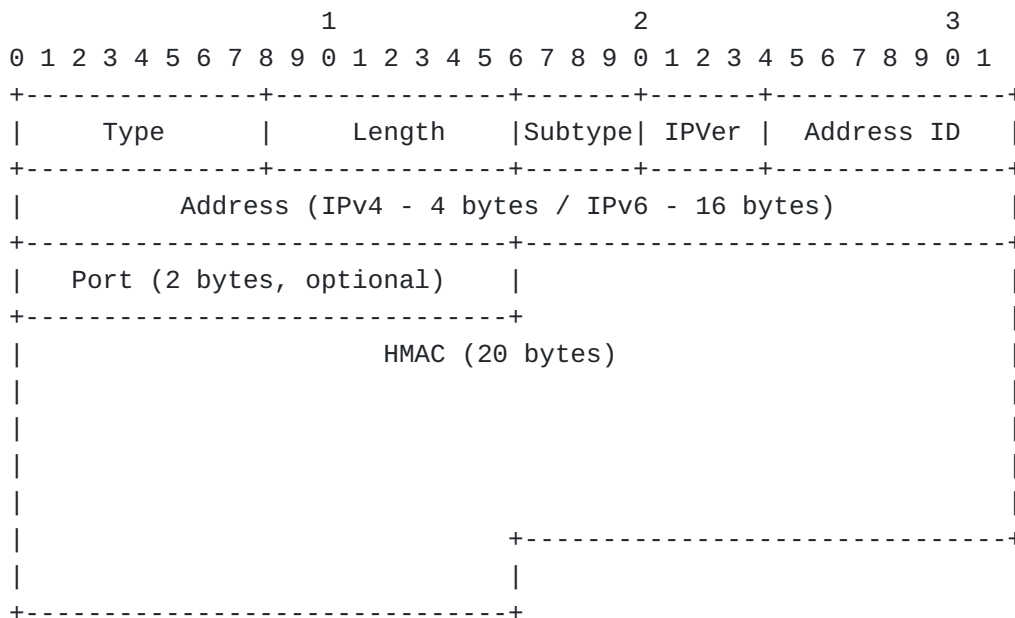 1 2 3
0 1 2 3 4 5 6 7 8 9 0 1 2 3 4 5 6 7 8 9 0 1 2 3 4 5 6 7 8 9 0 1
Type Length Subtype IPVer Address ID
Address (IPv4 - 4 bytes / IPv6 - 16 bytes)
Port (2 bytes, optional)
HMAC (20 bytes)